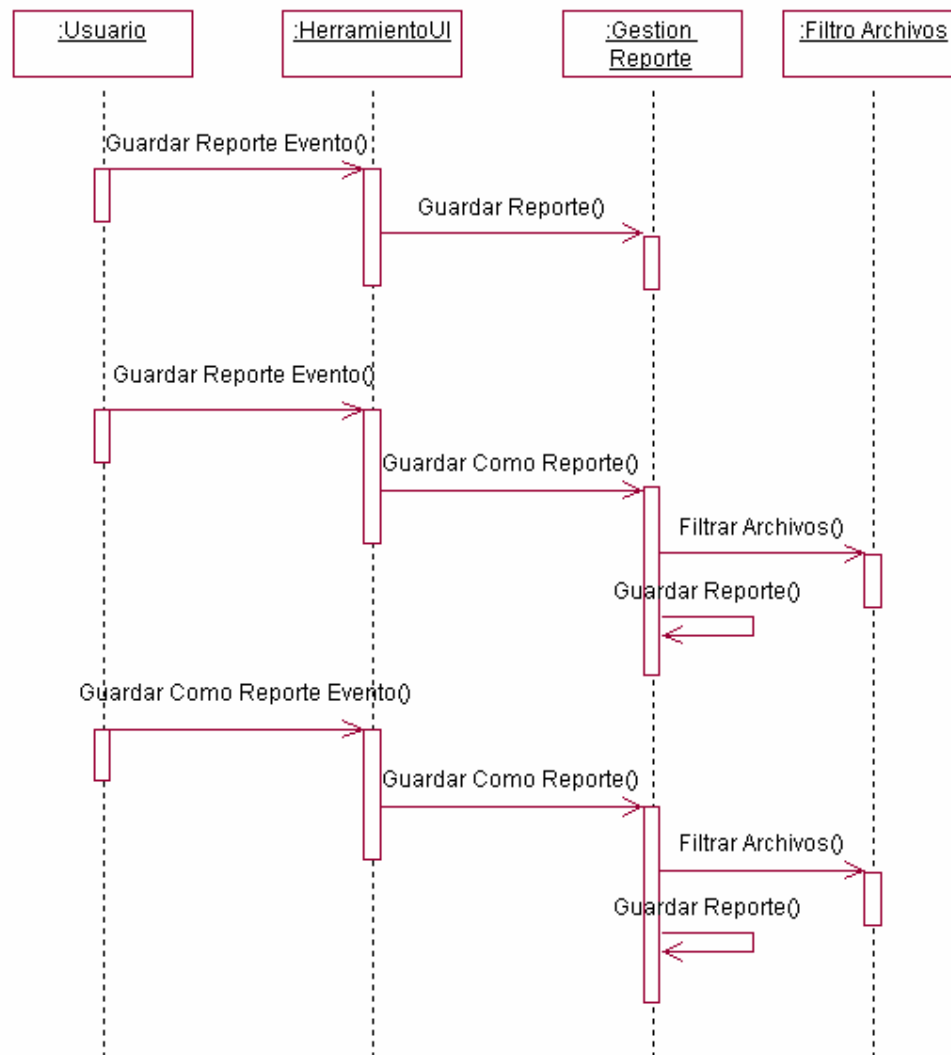 :Usuario
:HerramientoUI
:Gestion
Reporte
:Filtro Archivos
Guardar Reporte Evento()
Guardar Reporte()
Guardar Reporte Evento()
Guardar Como Reporte()
Filtrar Archivos()
Guardar Reporte()
Guardar Como Reporte Evento()
Guardar Como Reporte()
Filtrar Archivos()
Guardar Reporte()